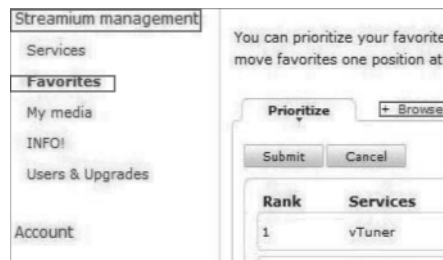 Streamium management
Services
Favorites
My media
INFO!
Users & Upgrades
Account
You can prioritize your favorite
move favorites one position at
Prioritize
+ Browse
Submit Cancel
Rank Services
1 vTuner